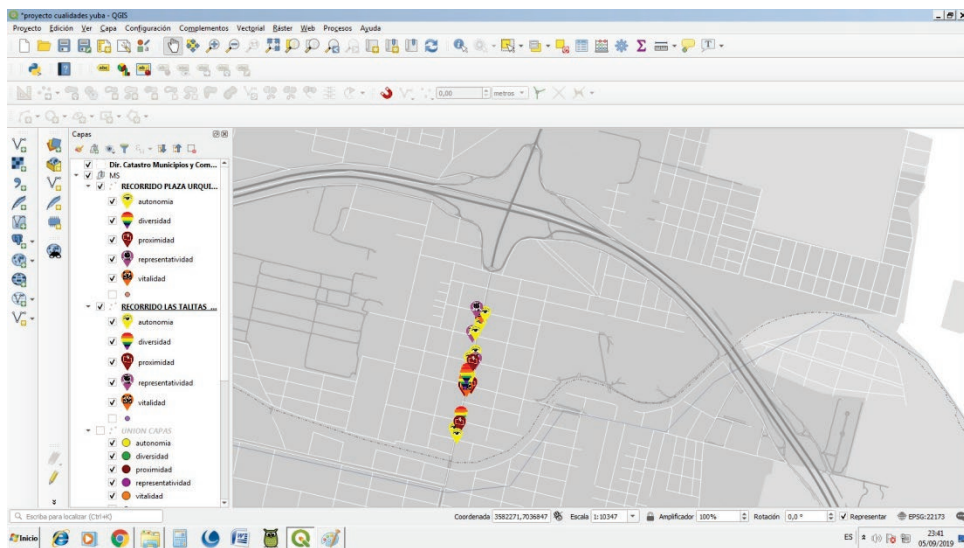 *proyecto cualidades yuba - QGIS
Proyecto Edición Ver Capa Configuración Complementos Vectorial Ráster Web Procesos Ayuda
0,00 metros
Capas
Dir. Catastro Municipios y Com...
MS
RECORRIDO PLAZA URQUI...
autonomia
diversidad
proximidad
representatividad
vitalidad
RECORRIDO LAS TALITAS ...
autonomia
diversidad
proximidad
representatividad
vitalidad
UNION CAPAS
autonomia
diversidad
proximidad
representatividad
vitalidad
Escriba para localizar (Ctrl+K)
Coordenada 3582271,7036847 Escala 1:10347 Amplificador 100% Rotación 0,0 ° Representar EPSG:22173
Inicio
ES
23:41
05/09/2019